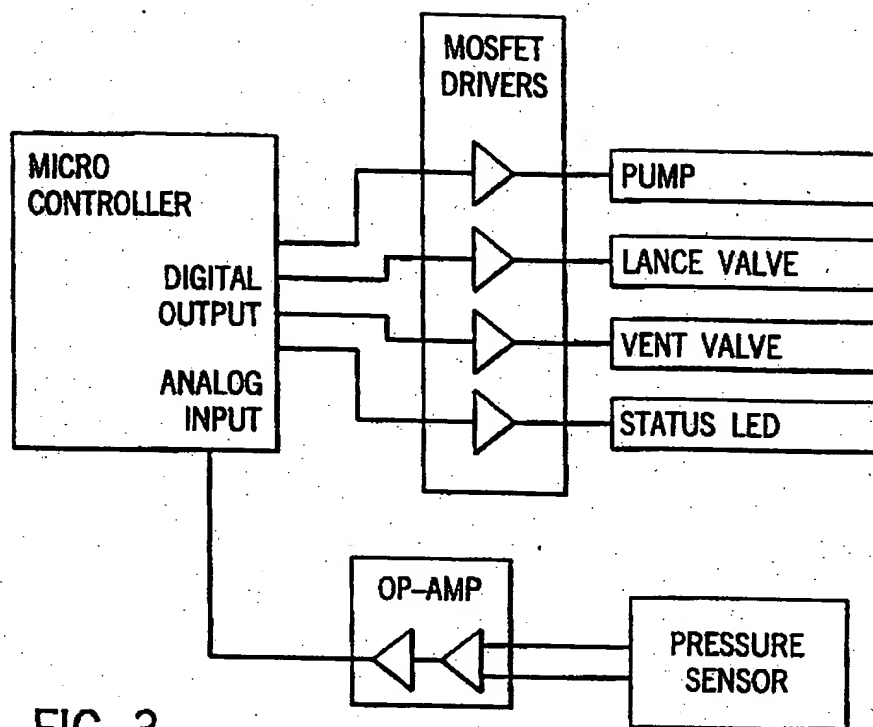 MOSFET
DRIVERS
MICRO
CONTROLLER
DIGITAL
OUTPUT
ANALOG
INPUT
PUMP
LANCE VALVE
VENT VALVE
STATUS LED
OP-AMP
PRESSURE
SENSOR